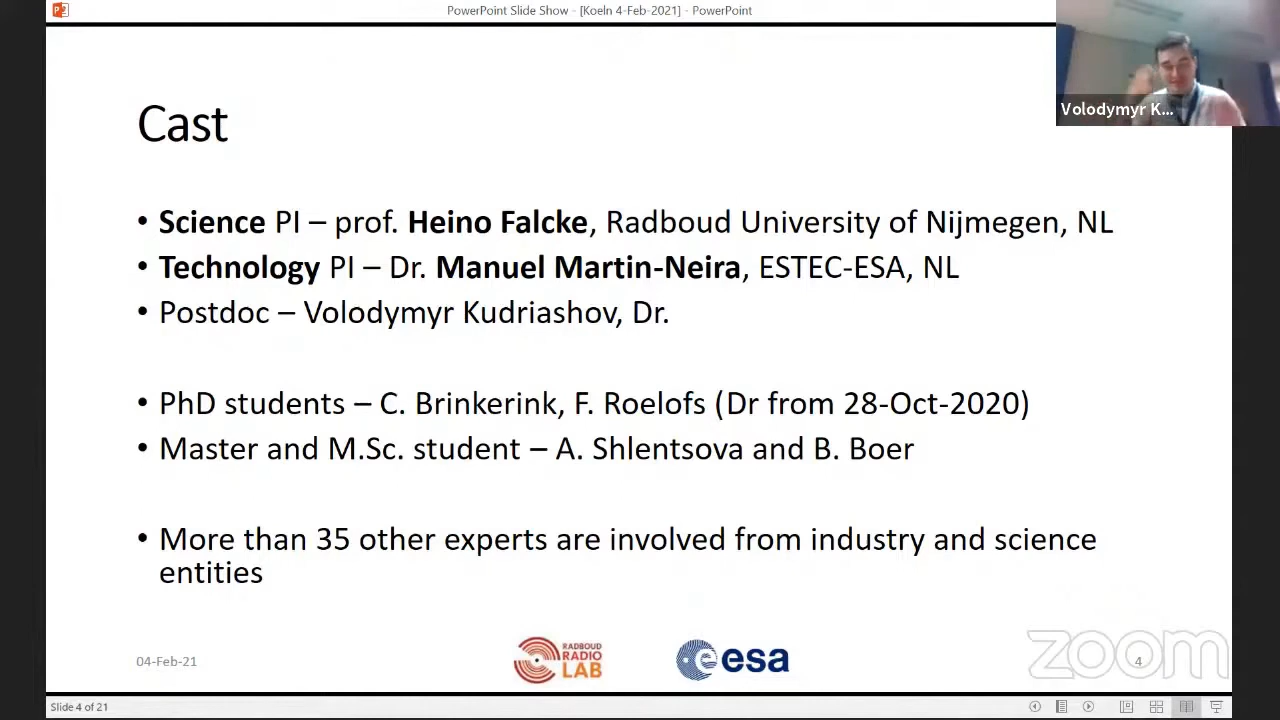 PowerPoint Slide Show - [Koeln 4-Feb-2021] - PowerPoint
Volodymyr K...
Cast
• Science PI – prof. Heino Falcke, Radboud University of Nijmegen, NL
• Technology PI – Dr. Manuel Martin-Neira, ESTEC-ESA, NL
• Postdoc – Volodymyr Kudriashov, Dr.
• PhD students – C. Brinkerink, F. Roelofs (Dr from 28-Oct-2020)
• Master and M.Sc. student – A. Shlentsova and B. Boer
• More than 35 other experts are involved from industry and science
entities
04-Feb-21
RADBOUD
RADIO
LAB
esa
zoom
4
Slide 4 of 21